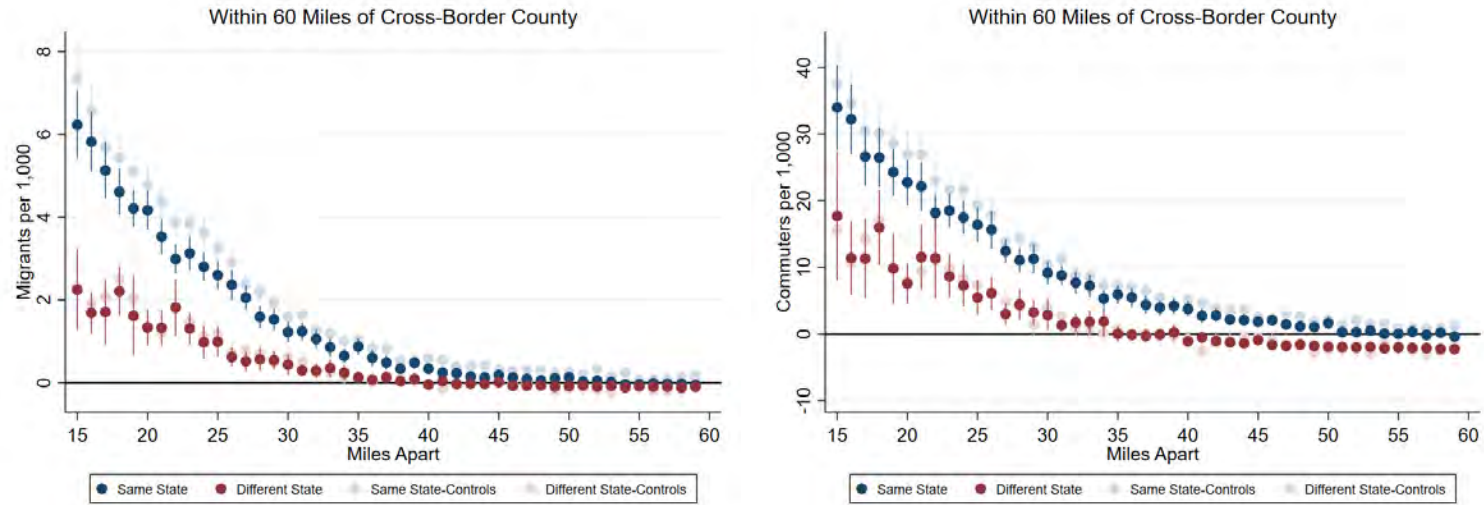 Within 60 Miles of Cross-Border County
Migrants per 1,000
8
6
4
2
0
15 20 25 30 35 40 45 50 55 60
Miles Apart
Same State Different State Same State-Controls Different State-Controls
Within 60 Miles of Cross-Border County
Commuters per 1,000
40
30
20
10
0
-10
15 20 25 30 35 40 45 50 55 60
Miles Apart
Same State Different State Same State-Controls Different State-Controls